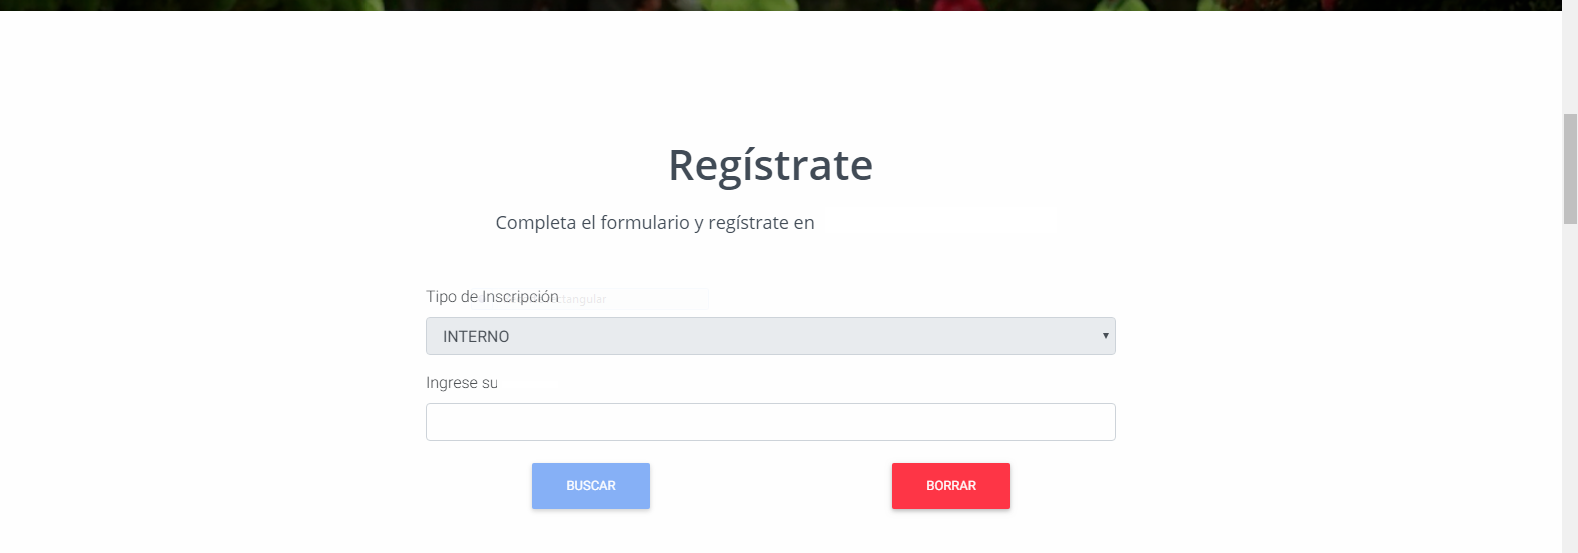 Regístrate
Completa el formulario y regístrate en
Tipo de Inscripción
INTERNO
Ingrese su
BUSCAR
BORRAR